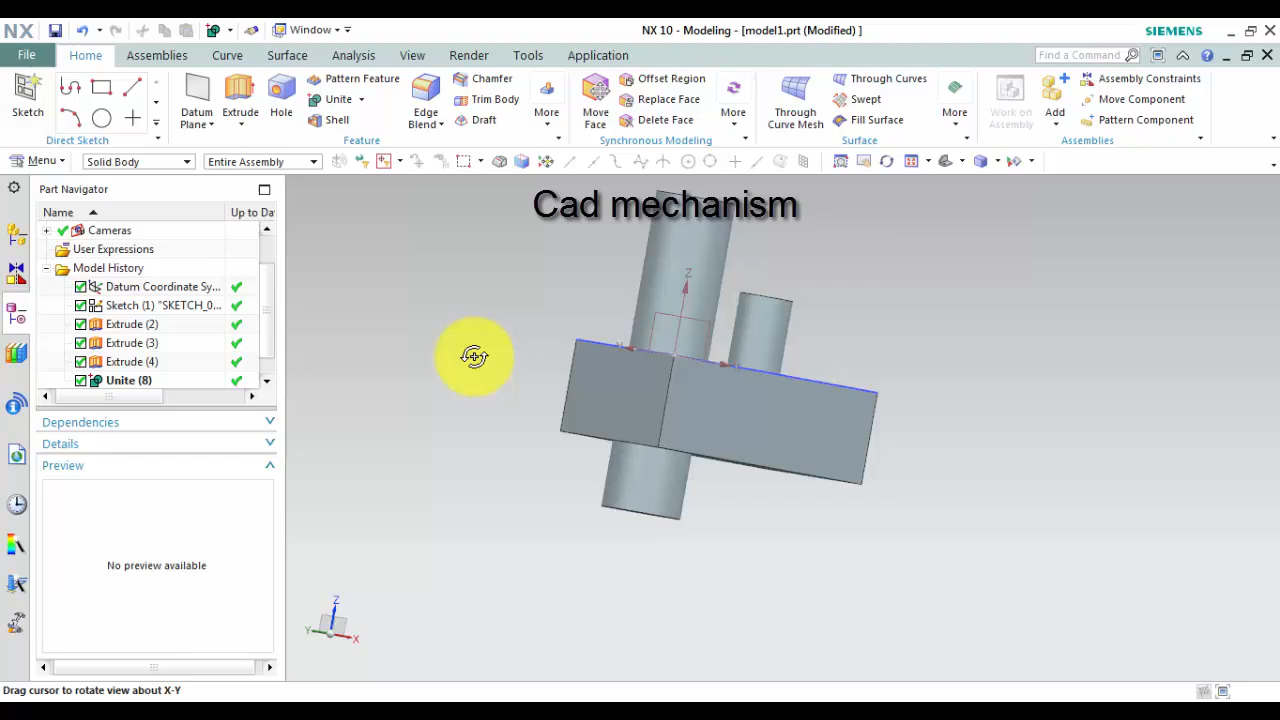 NX
Window
NX 10 - Modeling - [model1.prt (Modified) ]
SIEMENS
File
Home
Assemblies
Curve
Surface
Analysis
View
Render
Tools
Application
Find a Command
Sketch
Direct Sketch
Datum Plane
Extrude
Hole
Pattern Feature
Unite
Shell
Edge Blend
Chamfer
Trim Body
Draft
More
Feature
Move Face
Offset Region
Replace Face
Delete Face
More
Synchronous Modeling
Through Curve Mesh
Through Curves
Swept
Fill Surface
More
Surface
Work on Assembly
Add
Assembly Constraints
Move Component
Pattern Component
Assemblies
Menu
Solid Body
Entire Assembly
Part Navigator
Name
Up to Da
Cameras
User Expressions
Model History
Datum Coordinate Sy...
Sketch (1) "SKETCH_0...
Extrude (2)
Extrude (3)
Extrude (4)
Unite (8)
Dependencies
Details
Preview
No preview available
Cad mechanism
Z
Z
Y
X
Drag cursor to rotate view about X-Y